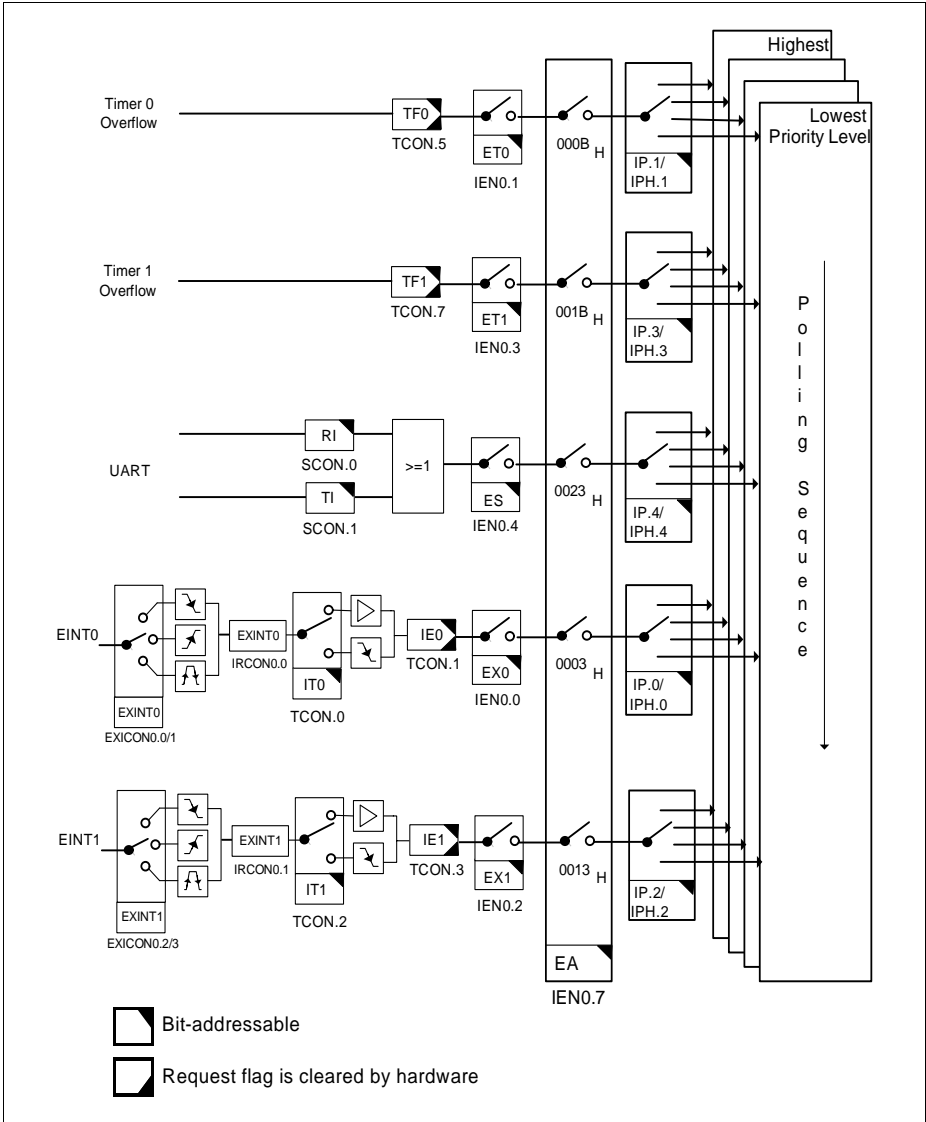 Highest
Lowest
Priority Level
Timer 0
Overflow
TF0
TCON.5
ET0
IEN0.1
000B H
IP.1/
IPH.1
Timer 1
Overflow
TF1
TCON.7
ET1
IEN0.3
001B H
IP.3/
IPH.3
Polling Sequence
UART
RI
SCON.0
TI
SCON.1
>=1
ES
IEN0.4
0023 H
IP.4/
IPH.4
EINT0
EXINT0
EXICON0.0/1
EXINT0
IRCON0.0
IT0
TCON.0
IE0
TCON.1
EX0
IEN0.0
0003 H
IP.0/
IPH.0
EINT1
EXINT1
EXICON0.2/3
EXINT1
IRCON0.1
IT1
TCON.2
IE1
TCON.3
EX1
IEN0.2
0013 H
IP.2/
IPH.2
EA
IEN0.7
Bit-addressable
Request flag is cleared by hardware